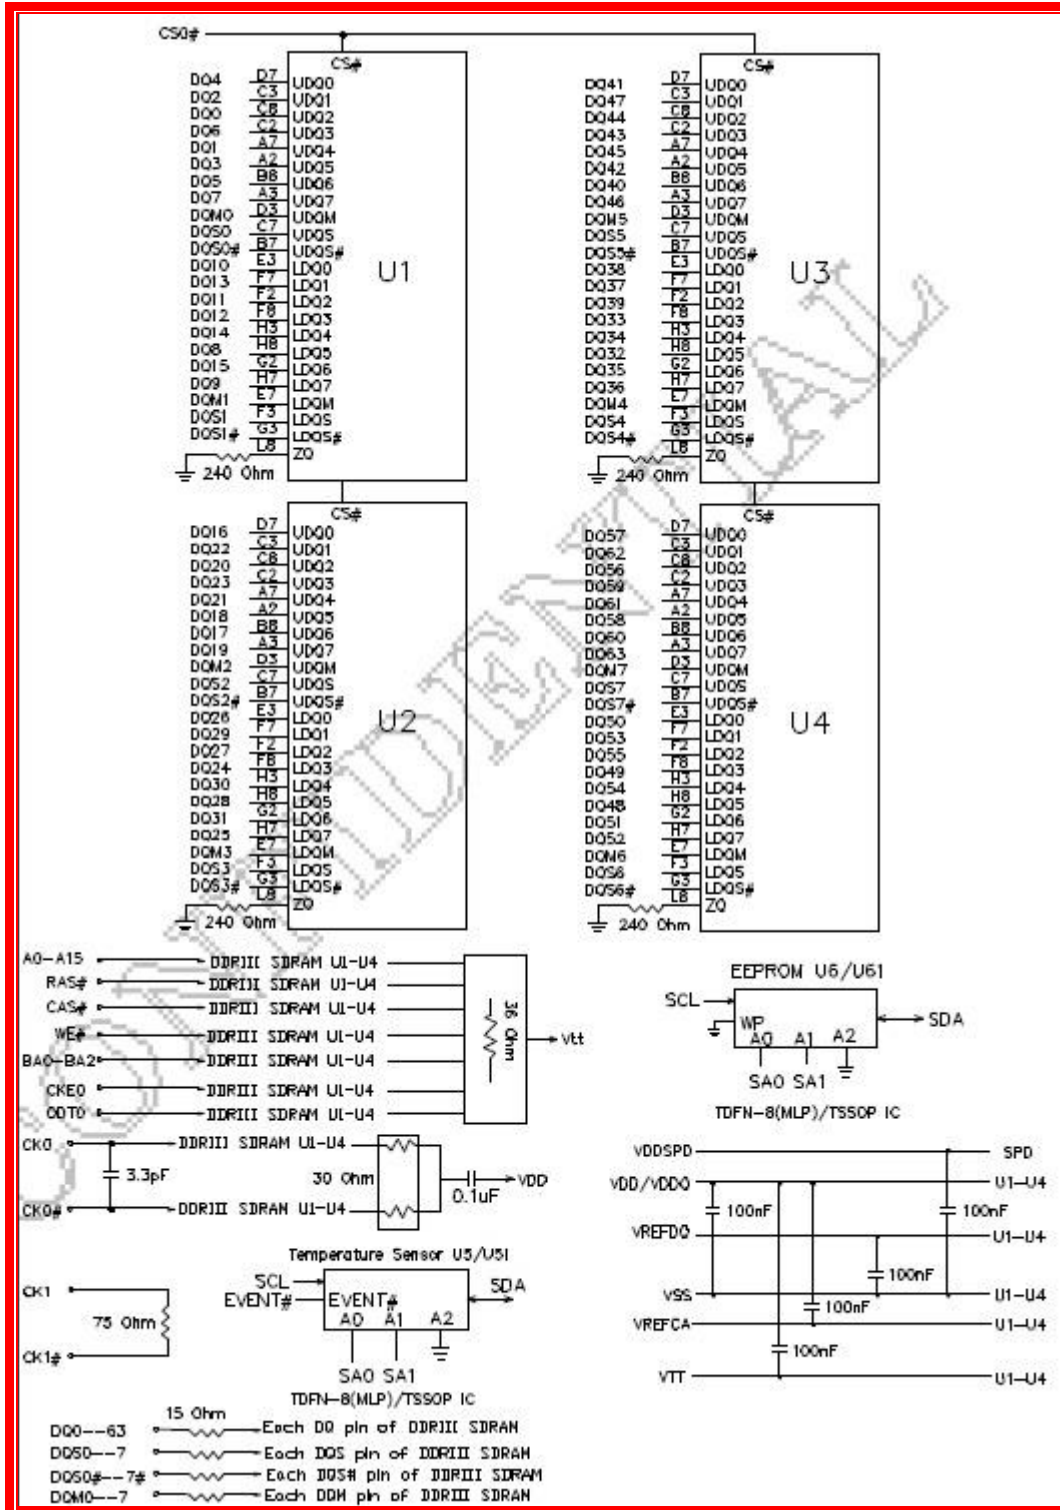 CS0#
CS#
DQ4 D7 UDQ0
DQ2 C3 UDQ1
DQ0 C8 UDQ2
DQ6 C2 UDQ3
DQ1 A7 UDQ4
DQ3 A2 UDQ5
DQ5 B8 UDQ6
DQ7 A3 UDQ7
DQM0 D3 UDQM
DQS0 C7 UDQS
DQS0# B7 UDQS#
DQ10 E3 LDQ0
DQ13 F7 LDQ1
DQ11 F2 LDQ2
DQ12 F8 LDQ3
DQ14 H3 LDQ4
DQ8 H8 LDQ5
DQ15 G2 LDQ6
DQ9 H7 LDQ7
DQM1 E7 LDQM
DQS1 F3 LDQS
DQS1# G3 LDQS#
L8 ZQ
240 Ohm
U1
CS#
DQ41 D7 UDQ0
DQ47 C3 UDQ1
DQ44 C8 UDQ2
DQ43 C2 UDQ3
DQ45 A7 UDQ4
DQ42 A2 UDQ5
DQ40 B8 UDQ6
DQ46 A3 UDQ7
DQM5 D3 UDQM
DQS5 C7 UDQS
DQS5# B7 UDQS#
DQ38 E3 LDQ0
DQ37 F7 LDQ1
DQ39 F2 LDQ2
DQ33 F8 LDQ3
DQ34 H3 LDQ4
DQ32 H8 LDQ5
DQ35 G2 LDQ6
DQ36 H7 LDQ7
DQM4 E7 LDQM
DQS4 F3 LDQS
DQS4# G3 LDQS#
L8 ZQ
240 Ohm
U3
CS#
DQ16 D7 UDQ0
DQ22 C3 UDQ1
DQ20 C8 UDQ2
DQ23 C2 UDQ3
DQ21 A7 UDQ4
DQ18 A2 UDQ5
DQ17 B8 UDQ6
DQ19 A3 UDQ7
DQM2 D3 UDQM
DQS2 C7 UDQS
DQS2# B7 UDQS#
DQ26 E3 LDQ0
DQ29 F7 LDQ1
DQ27 F2 LDQ2
DQ24 F8 LDQ3
DQ30 H3 LDQ4
DQ28 H8 LDQ5
DQ31 G2 LDQ6
DQ25 H7 LDQ7
DQM3 E7 LDQM
DQS3 F3 LDQS
DQS3# G3 LDQS#
L8 ZQ
240 Ohm
U2
CS#
DQ57 D7 UDQ0
DQ62 C3 UDQ1
DQ56 C8 UDQ2
DQ59 C2 UDQ3
DQ61 A7 UDQ4
DQ58 A2 UDQ5
DQ60 B8 UDQ6
DQ63 A3 UDQ7
DQM7 D3 UDQM
DQS7 C7 UDQS
DQS7# B7 UDQS#
DQ50 E3 LDQ0
DQ53 F7 LDQ1
DQ55 F2 LDQ2
DQ49 F8 LDQ3
DQ54 H3 LDQ4
DQ48 H8 LDQ5
DQ51 G2 LDQ6
DQ52 H7 LDQ7
DQM6 E7 LDQM
DQS6 F3 LDQS
DQS6# G3 LDQS#
L8 ZQ
240 Ohm
U4
CONFIDENTIAL
A0-A15 DDRIII SDRAM U1-U4
RAS# DDRIII SDRAM U1-U4
CAS# DDRIII SDRAM U1-U4
WE# DDRIII SDRAM U1-U4
BA0-BA2 DDRIII SDRAM U1-U4
CKE0 DDRIII SDRAM U1-U4
ODT0 DDRIII SDRAM U1-U4
36 Ohm
Vtt
EEPROM U6/U61
SCL
WP
A0 A1 A2
SDA
SA0 SA1
TDFN-8(MLP)/TSSOP IC
CK0 DDRIII SDRAM U1-U4
3.3pF
30 Ohm
0.1uF
VDD
CK0# DDRIII SDRAN U1-U4
VDDSPD SPD
VDD/VDDQ U1-U4
100nF 100nF
VREFDQ U1-U4
100nF
VSS U1-U4
100nF
VREFCA U1-U4
100nF
VTT U1-U4
Temperature Sensor U5/U51
SCL
EVENT# EVENT#
A0 A1 A2
SDA
SA0 SA1
TDFN-8(MLP)/TSSOP IC
CK1
75 Ohm
CK1#
15 Ohm
DQ0--63 Each DQ pin of DDRIII SDRAN
DQS0--7 Each DQS pin of DDRIII SDRAM
DQS0#--7# Each DQS# pin of DDRIII SDRAM
DQM0--7 Each DQM pin of DDRIII SDRAN